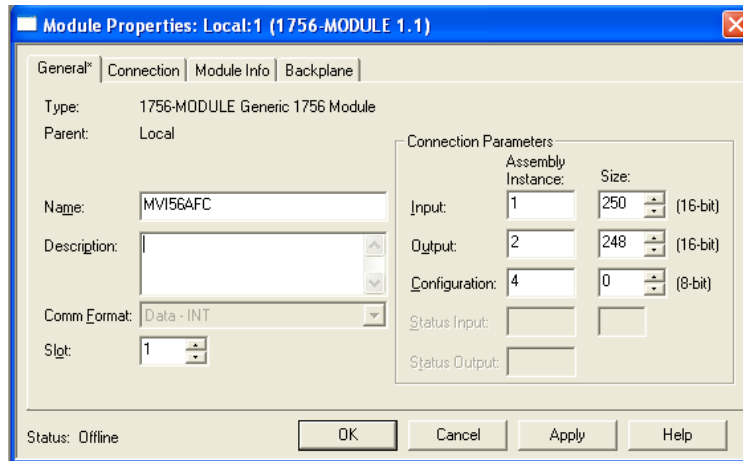 Module Properties: Local:1 (1756-MODULE 1.1)
General* Connection Module Info Backplane
Type: 1756-MODULE Generic 1756 Module
Parent: Local
Connection Parameters
Assembly Instance: Size:
Name: MVI56AFC
Input: 1 250 (16-bit)
Description:
Output: 2 248 (16-bit)
Configuration: 4 0 (8-bit)
Comm Format: Data - INT
Status Input:
Slot: 1
Status Output:
Status: Offline
OK Cancel Apply Help